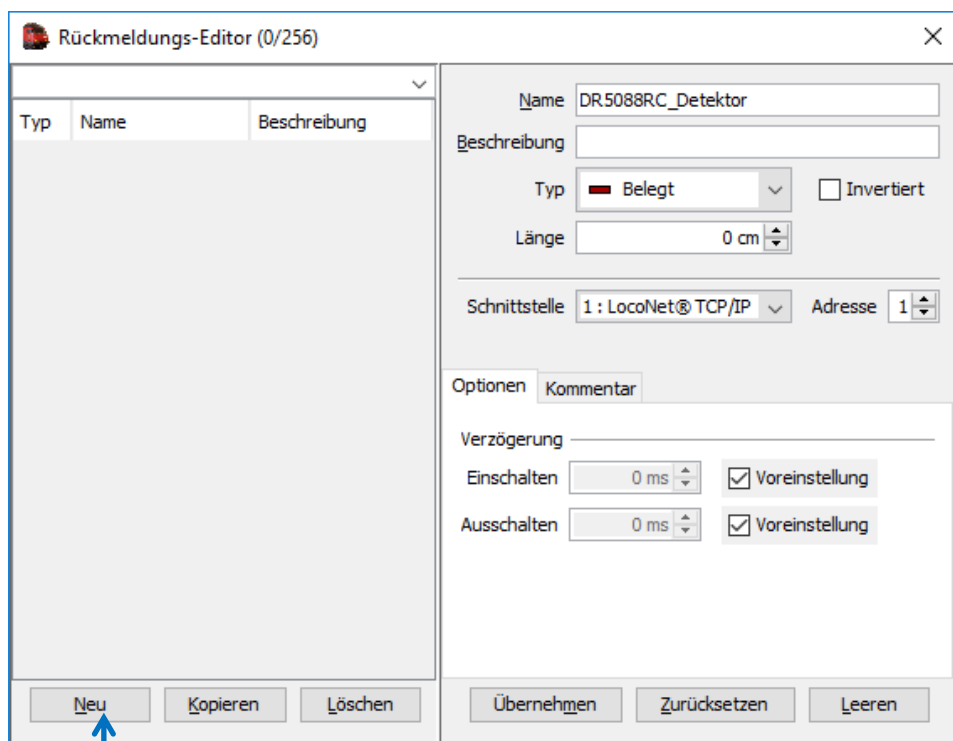 Rückmeldungs-Editor (0/256)
Typ Name Beschreibung
Name DR5088RC_Detektor
Beschreibung
Typ Belegt Invertiert
Länge 0 cm
Schnittstelle 1 : LocoNet® TCP/IP Adresse 1
Optionen Kommentar
Verzögerung
Einschalten 0 ms Voreinstellung
Ausschalten 0 ms Voreinstellung
Neu Kopieren Löschen Übernehmen Zurücksetzen Leeren